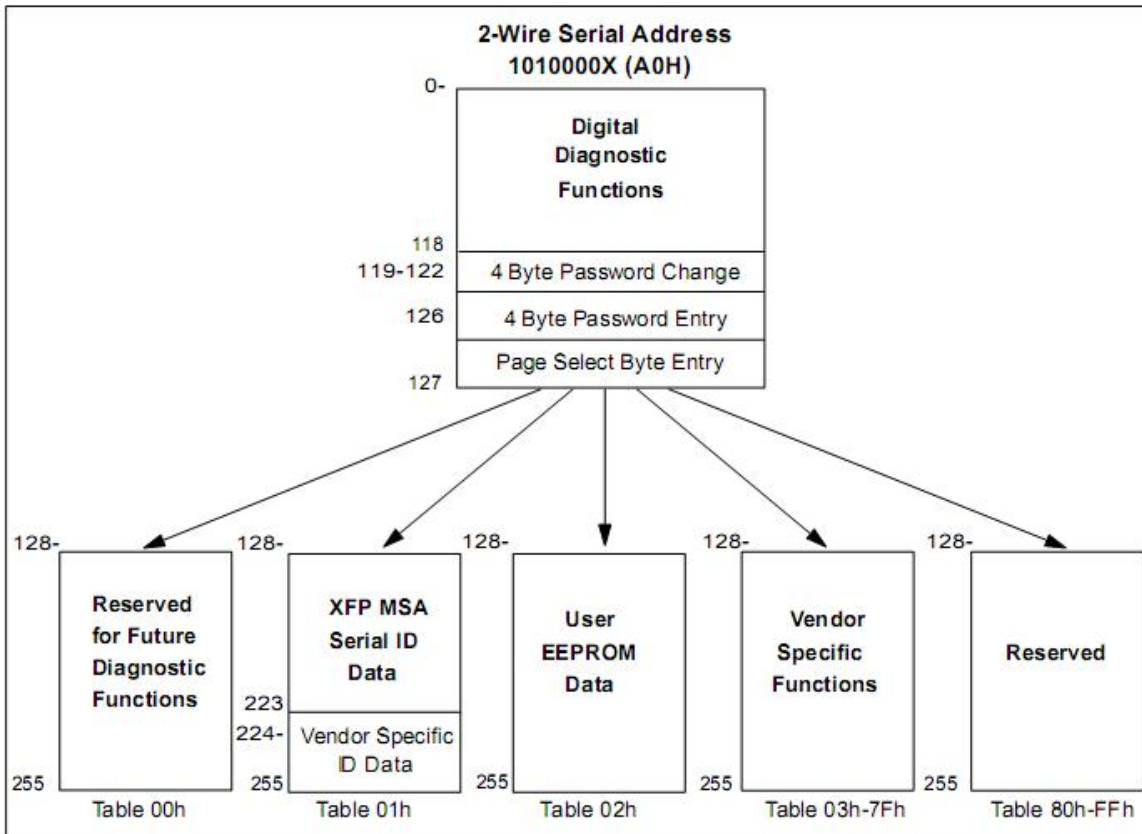 2-Wire Serial Address
1010000X (A0H)
0-
Digital
Diagnostic
Functions
118
119-122
4 Byte Password Change
126
4 Byte Password Entry
Page Select Byte Entry
127
128-
Reserved
for Future
Diagnostic
Functions
255
Table 00h
128-
XFP MSA
Serial ID
Data
223
224-
Vendor Specific
ID Data
255
Table 01h
128-
User
EEPROM
Data
255
Table 02h
128-
Vendor
Specific
Functions
255
Table 03h-7Fh
128-
Reserved
255
Table 80h-FFh